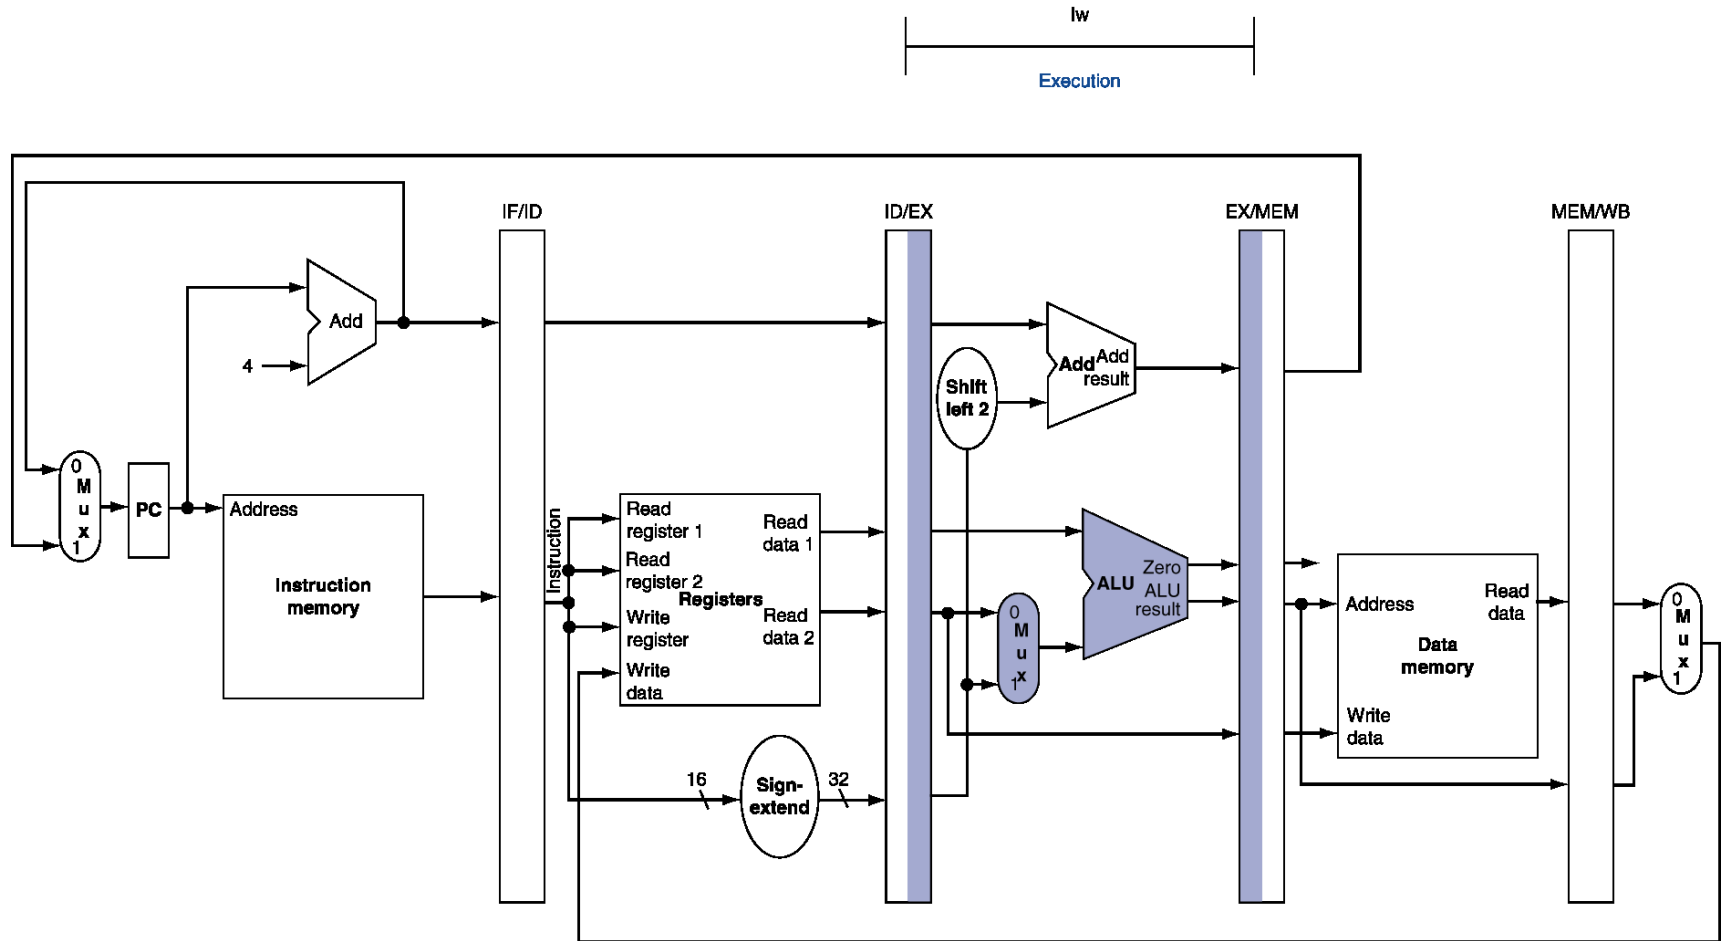 lw
Execution
IF/ID
ID/EX
EX/MEM
MEM/WB
Add
4
Add Add
result
Shift
left 2
0
M
u
x
1
PC
Address
Instruction
memory
Instruction
Read
register 1
Read
register 2
Write
register
Write
data
Registers
Read
data 1
Read
data 2
16
Sign-
extend
32
0
M
u
x
1
ALU
Zero
ALU
result
Address
Read
data
Data
memory
Write
data
0
M
u
x
1